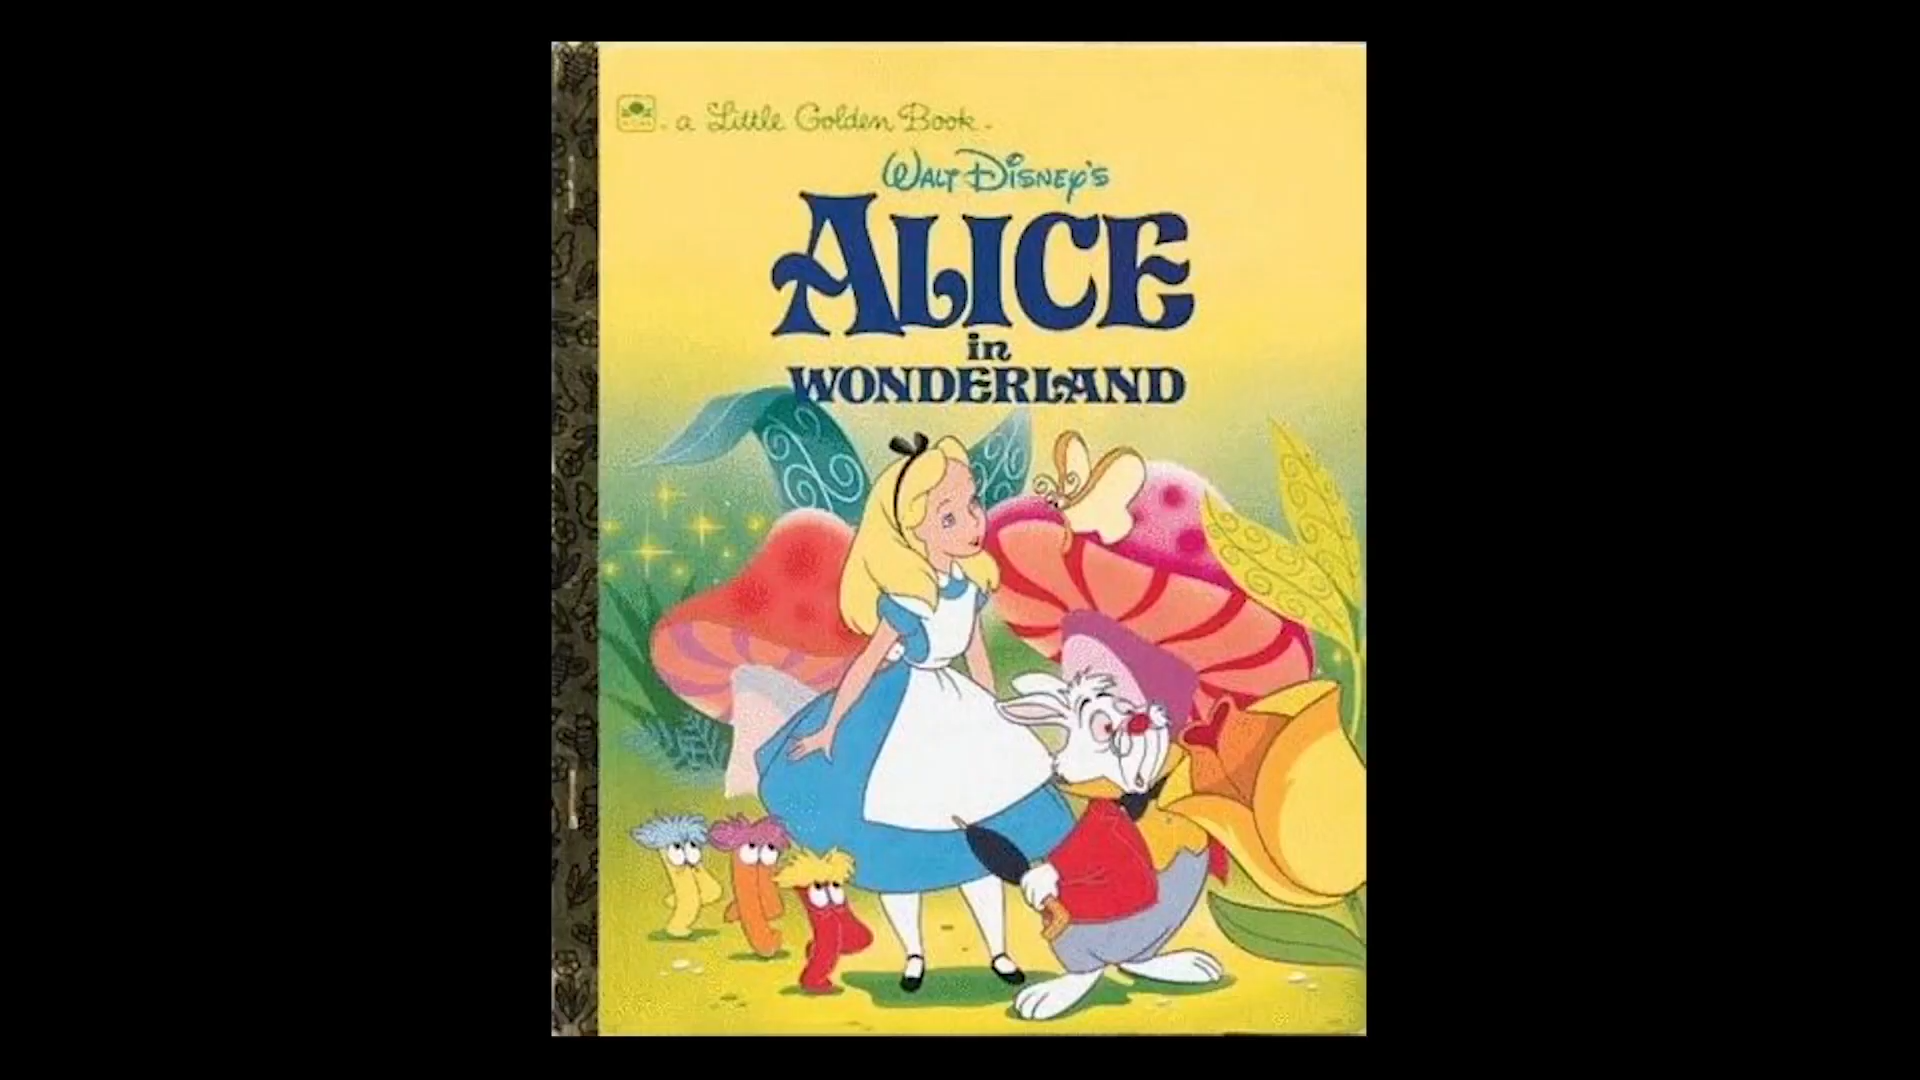 a Little Golden Book
WALT DISNEY'S
ALICE
in
WONDERLAND